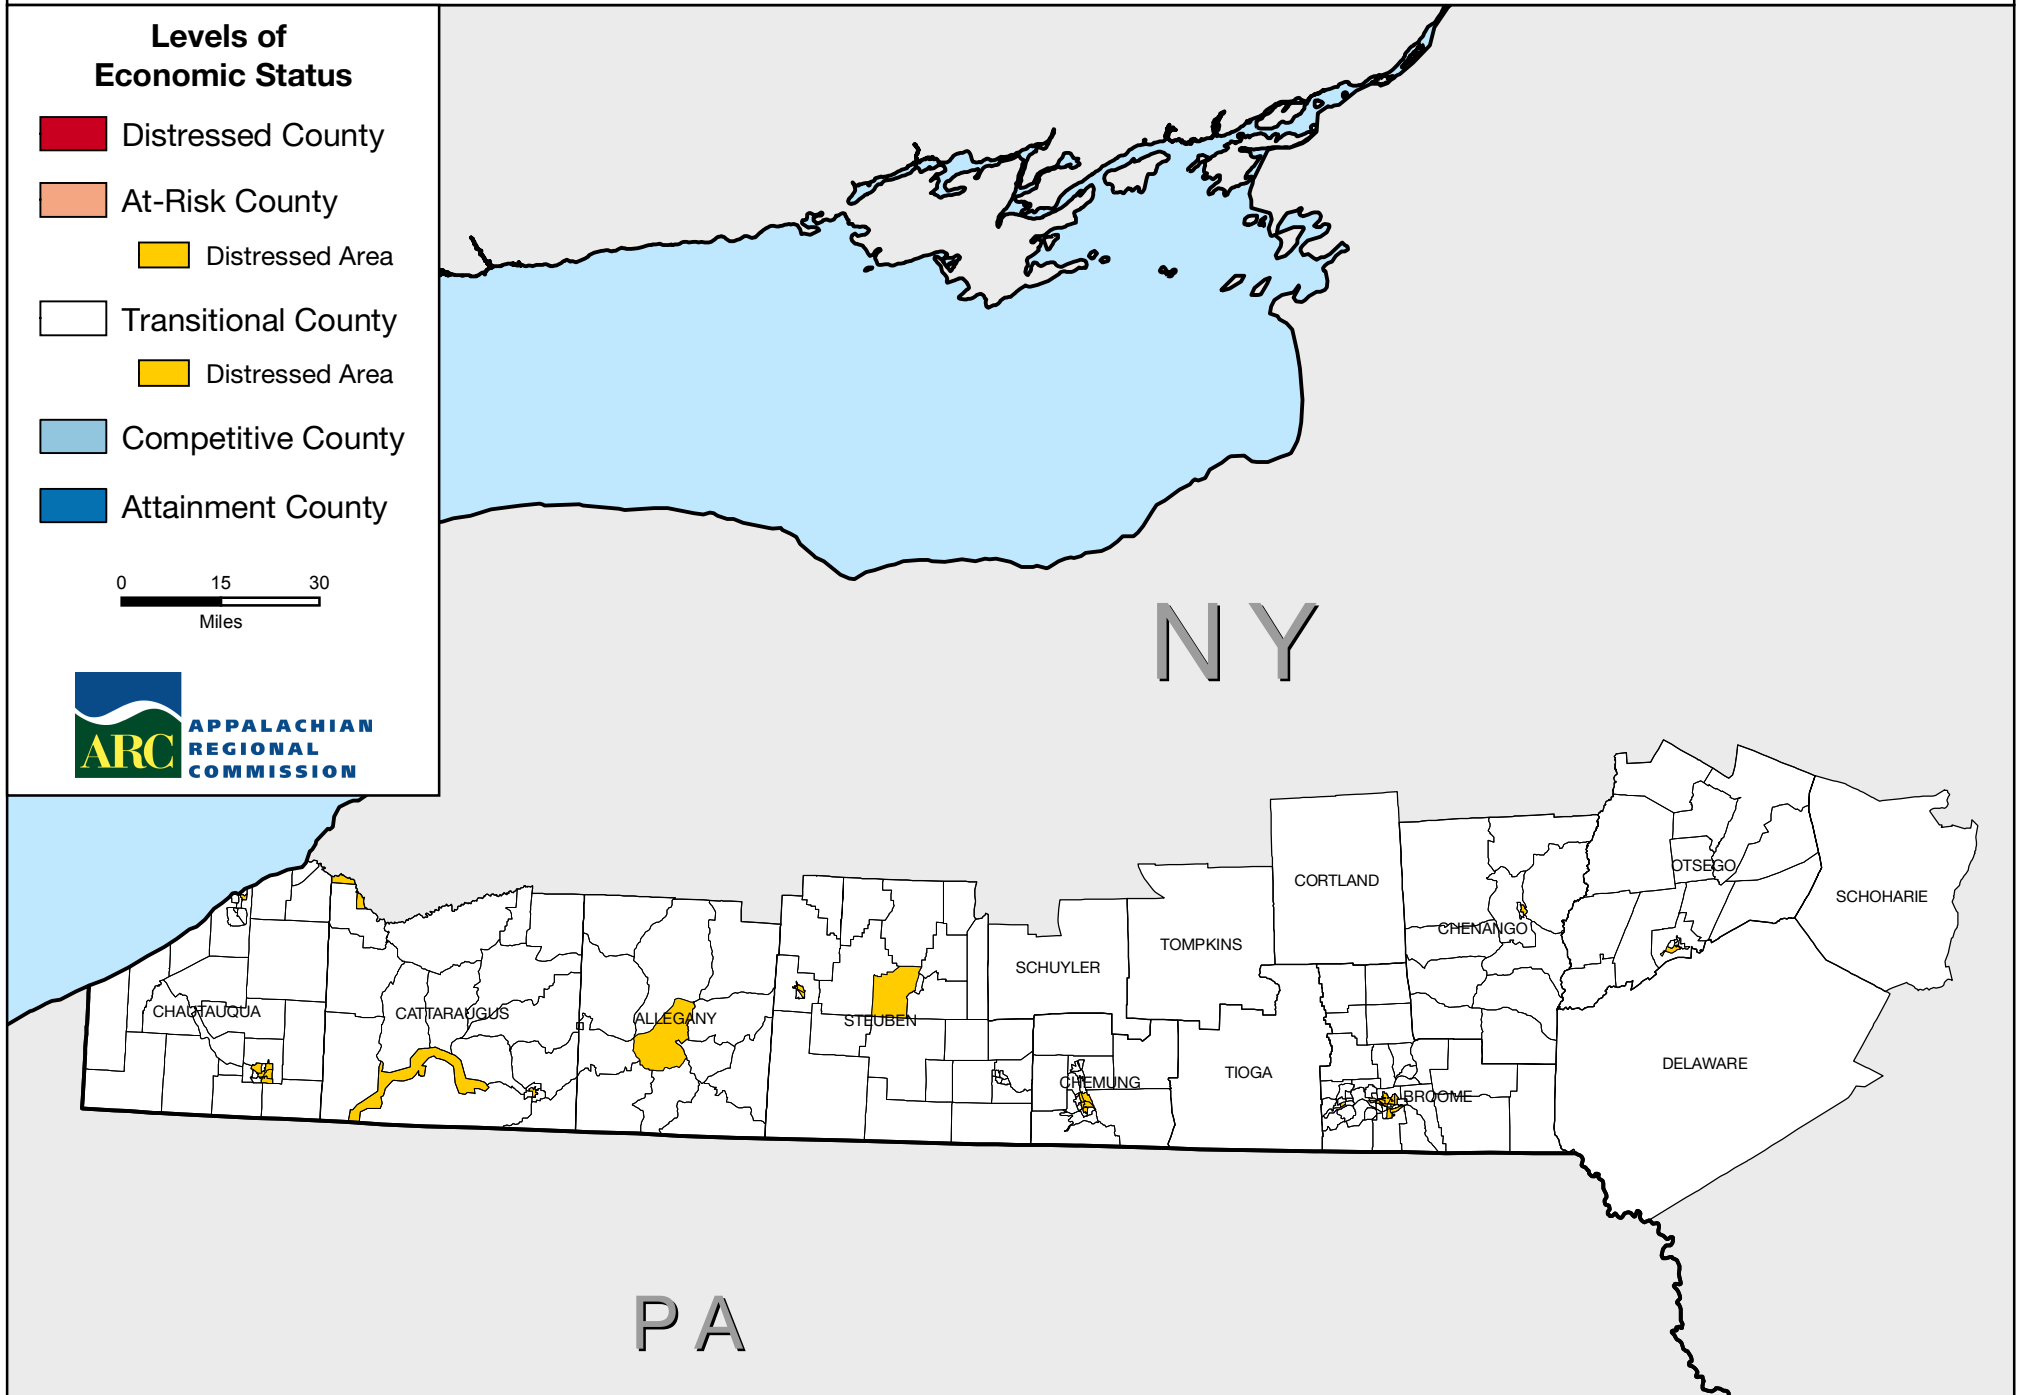 Levels of
Economic Status
Distressed County
At-Risk County
Distressed Area
Transitional County
Distressed Area
Competitive County
Attainment County
0 15 30
Miles
ARC
APPALACHIAN
REGIONAL
COMMISSION
NY
OTSEGO
CORTLAND
SCHOHARIE
CHENANGO
TOMPKINS
SCHUYLER
CHAUTAUQUA
CATTARAUGUS
ALLEGANY
STEUBEN
DELAWARE
TIOGA
CHEMUNG
BROOME
PA